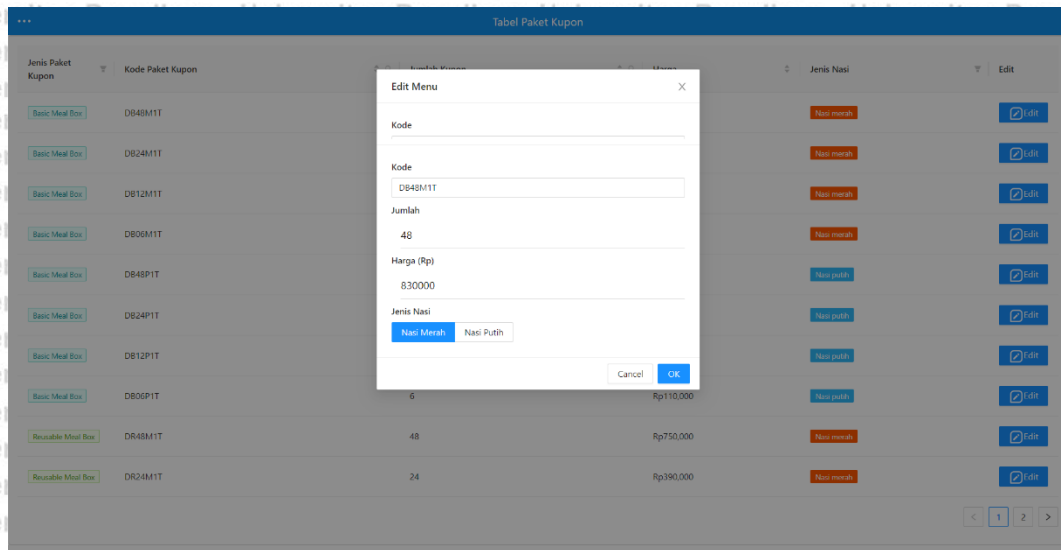 Tabel Paket Kupon
Jenis Paket Kupon Kode Paket Kupon Jumlah Kupon Harga Jenis Nasi Edit
Edit Menu
Kode
Kode
DB48M1T
Jumlah
48
Harga (Rp)
830000
Jenis Nasi
Nasi Merah Nasi Putih
Cancel OK
Basic Meal Box DB48M1T Nasi merah Edit
Basic Meal Box DB24M1T Nasi merah Edit
Basic Meal Box DB12M1T Nasi merah Edit
Basic Meal Box DB06M1T Nasi merah Edit
Basic Meal Box DB48P1T Nasi putih Edit
Basic Meal Box DB24P1T Nasi putih Edit
Basic Meal Box DB12P1T Nasi putih Edit
Basic Meal Box DB06P1T 6 Rp110,000 Nasi putih Edit
Reusable Meal Box DR48M1T 48 Rp750,000 Nasi merah Edit
Reusable Meal Box DR24M1T 24 Rp390,000 Nasi merah Edit
< 1 2 >